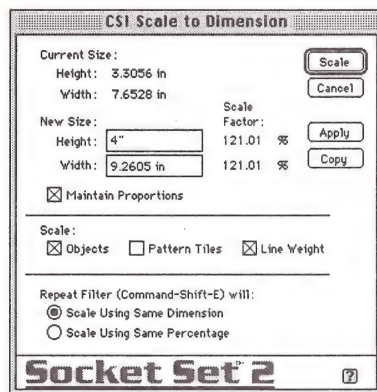 CSI Scale to Dimension
Current Size:
Height: 3.3056 in
Width: 7.6528 in
Scale
Cancel
New Size:
Scale Factor:
Height: 4"
121.01 %
Width: 9.2605 in
121.01 %
Apply
Copy
Maintain Proportions
Scale:
Objects
Pattern Tiles
Line Weight
Repeat Filter (Command-Shift-E) will:
Scale Using Same Dimension
Scale Using Same Percentage
Socket Set™ 2
?